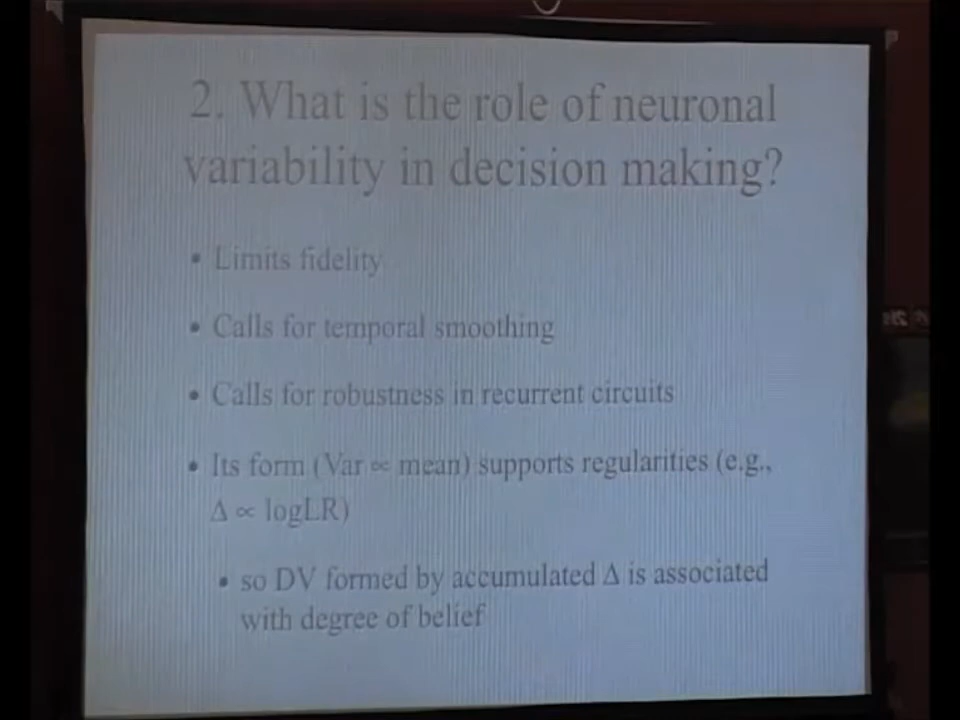 2. What is the role of neuronal
variability in decision making?
• Limits fidelity
• Calls for temporal smoothing
• Calls for robustness in recurrent circuits
• Its form (Var ∝ mean) supports regularities (e.g.,
Δ ∝ logLR)
• so DV formed by accumulated Δ is associated
with degree of belief